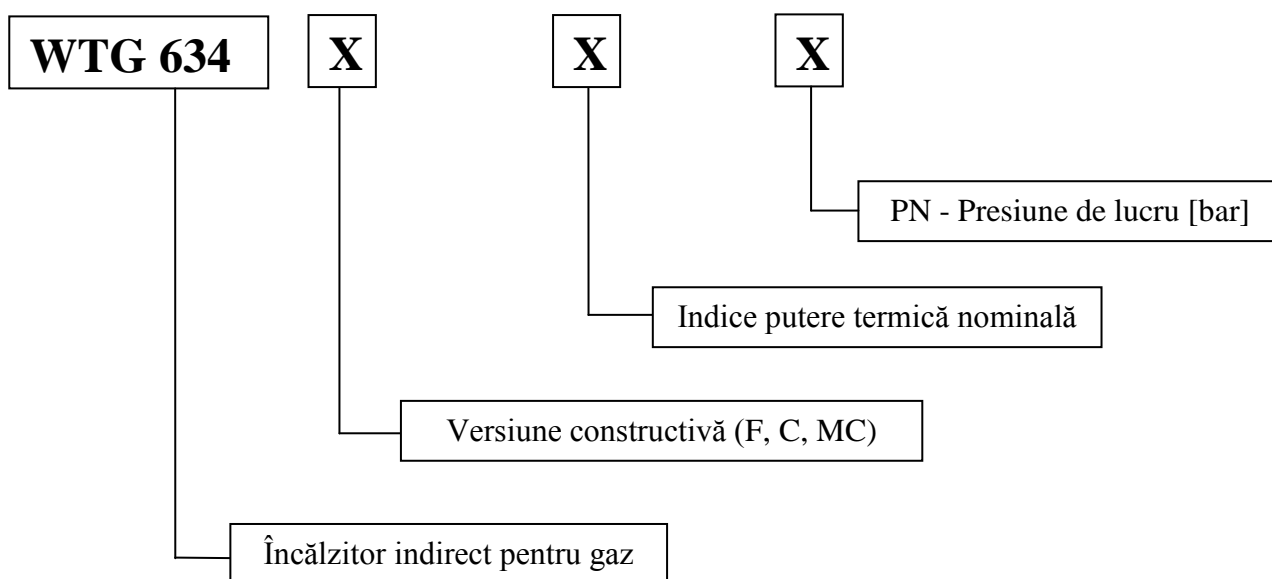 WTG 634 X X X
PN - Presiune de lucru [bar]
Indice putere termică nominală
Versiune constructivă (F, C, MC)
Încălzitor indirect pentru gaz